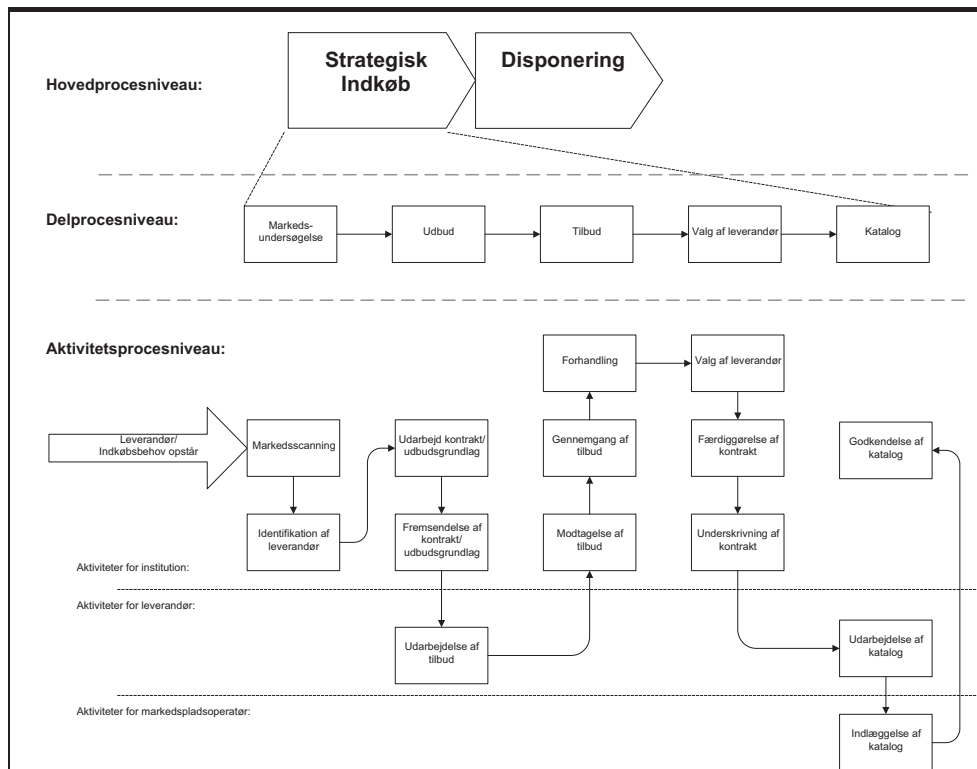 Hovedprocesniveau:
Strategisk
Indkøb
Disponering
Delprocesniveau:
Markeds-
undersøgelse
Udbud
Tilbud
Valg af leverandør
Katalog
Aktivitetsprocesniveau:
Leverandør/
Indkøbsbehov opstår
Markedsscanning
Identifikation af
leverandør
Udarbejd kontrakt/
udbudsgrundlag
Fremsendelse af
kontrakt/
udbudsgrundlag
Forhandling
Gennemgang af
tilbud
Modtagelse af
tilbud
Valg af leverandør
Færdiggørelse af
kontrakt
Underskrivning af
kontrakt
Godkendelse af
katalog
Aktiviteter for institution:
Aktiviteter for leverandør:
Udarbejdelse af
tilbud
Udarbejdelse af
katalog
Aktiviteter for markedspladsoperatør:
Indlæggelse af
katalog